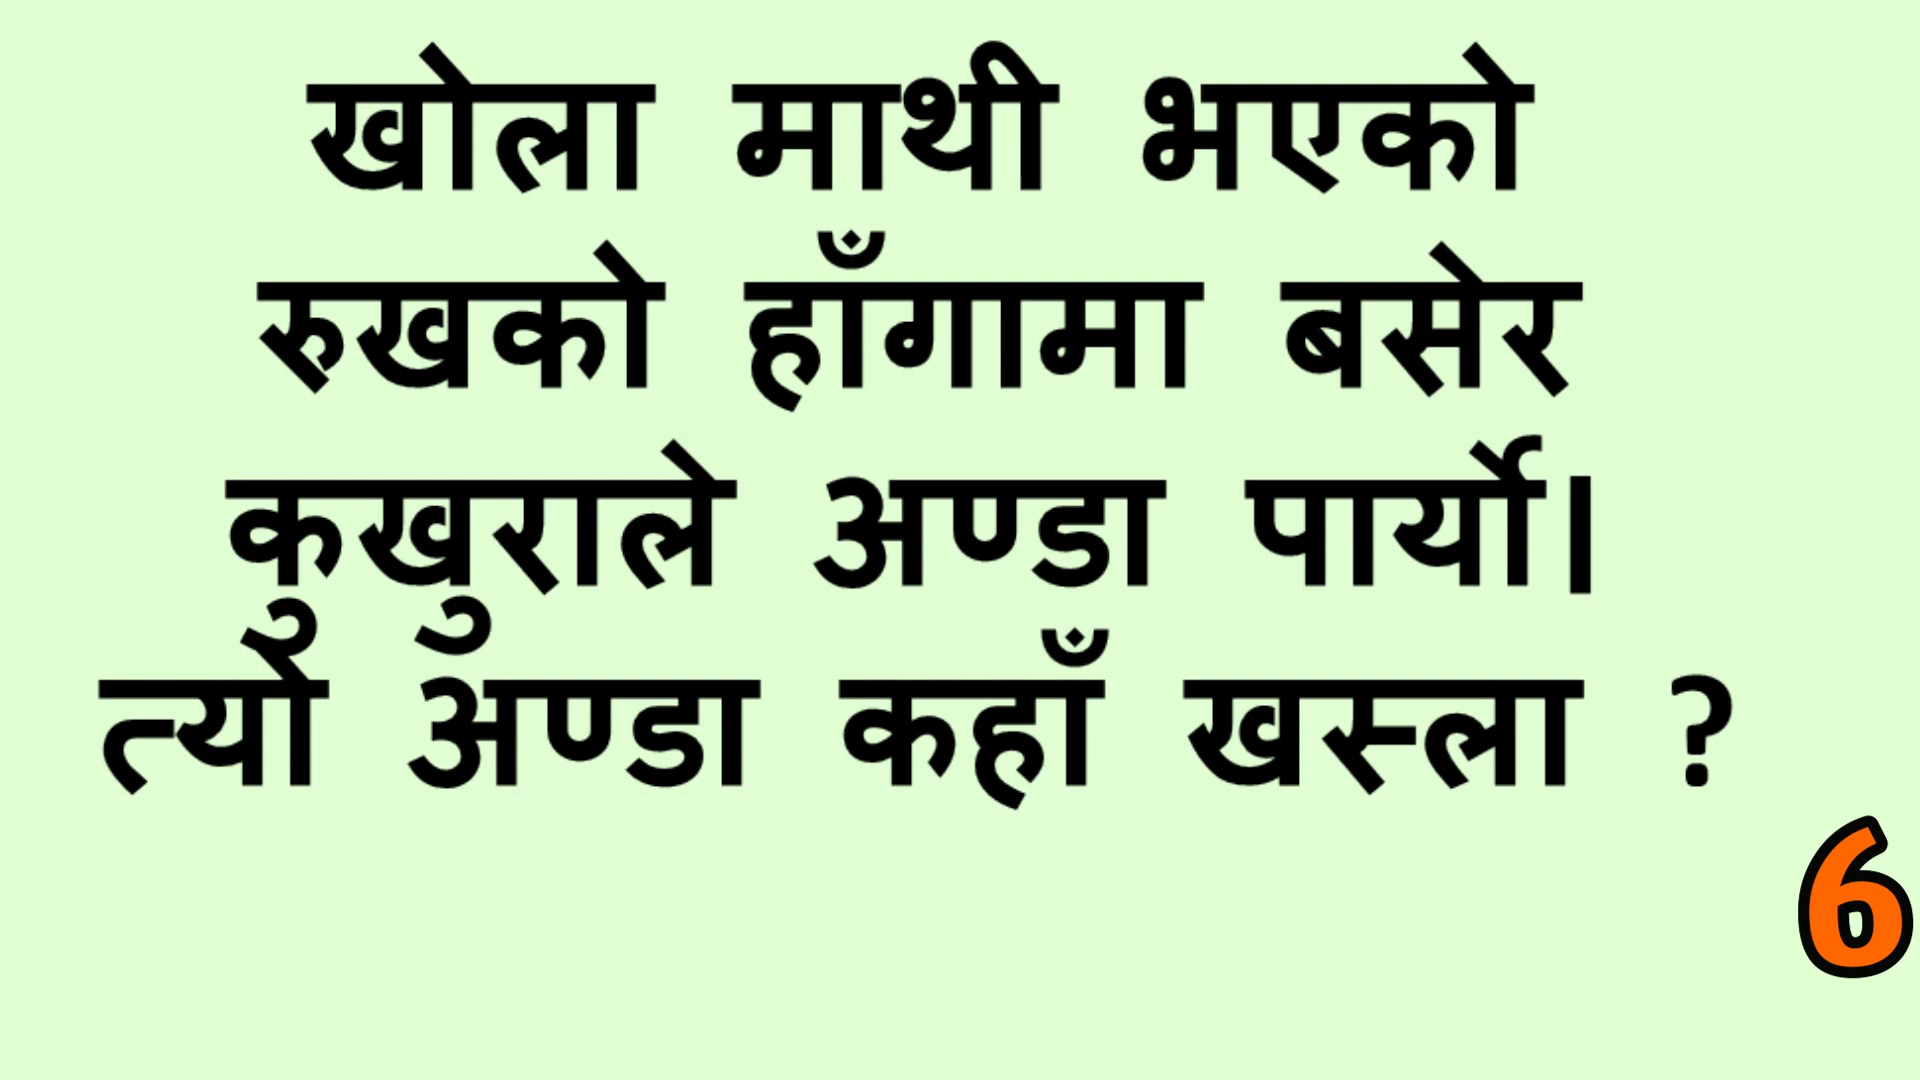 खोला माथी भएको
रुखको हाँगामा बसेर
कुखुराले अण्डा पार्यो।
त्यो अण्डा कहाँ खस्ला ?
6